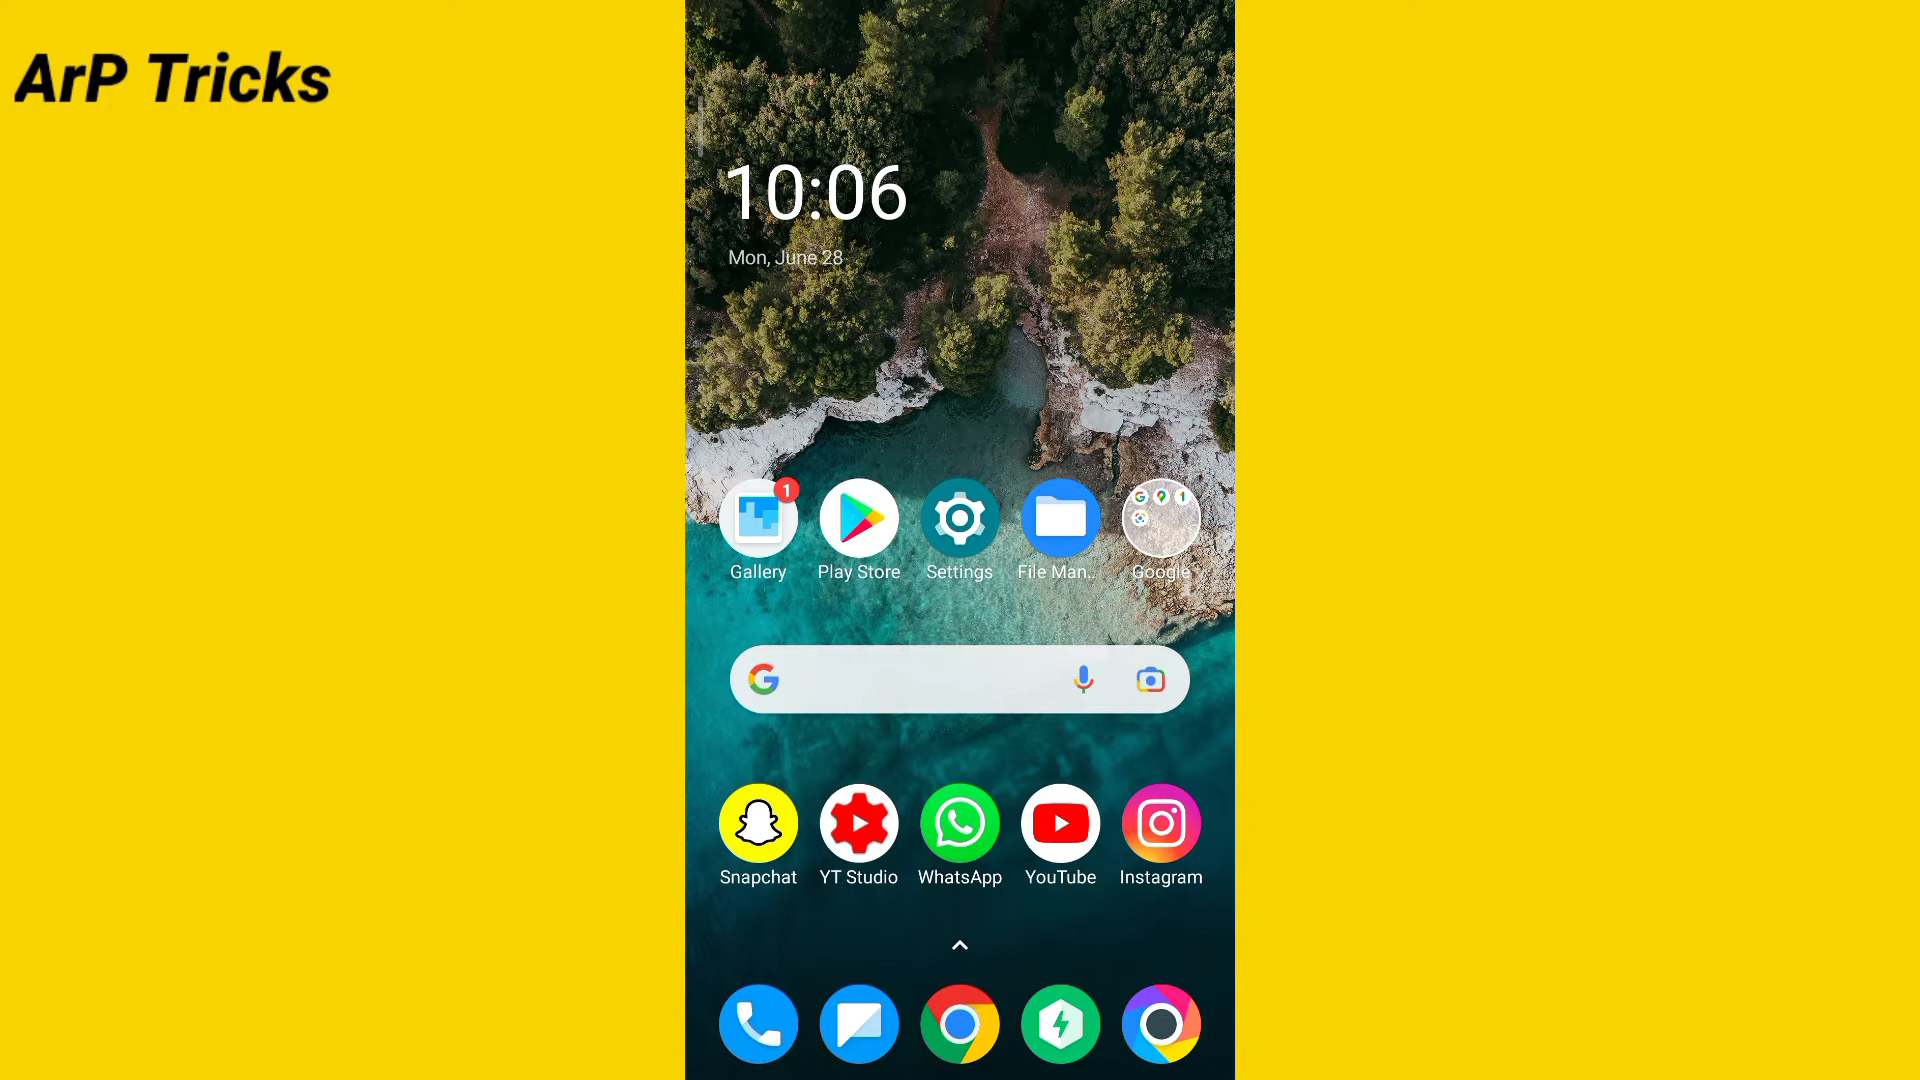 ArP Tricks
10:06
Mon, June 28
1
Gallery
Play Store
Settings
File Man..
Google
Snapchat
YT Studio
WhatsApp
YouTube
Instagram